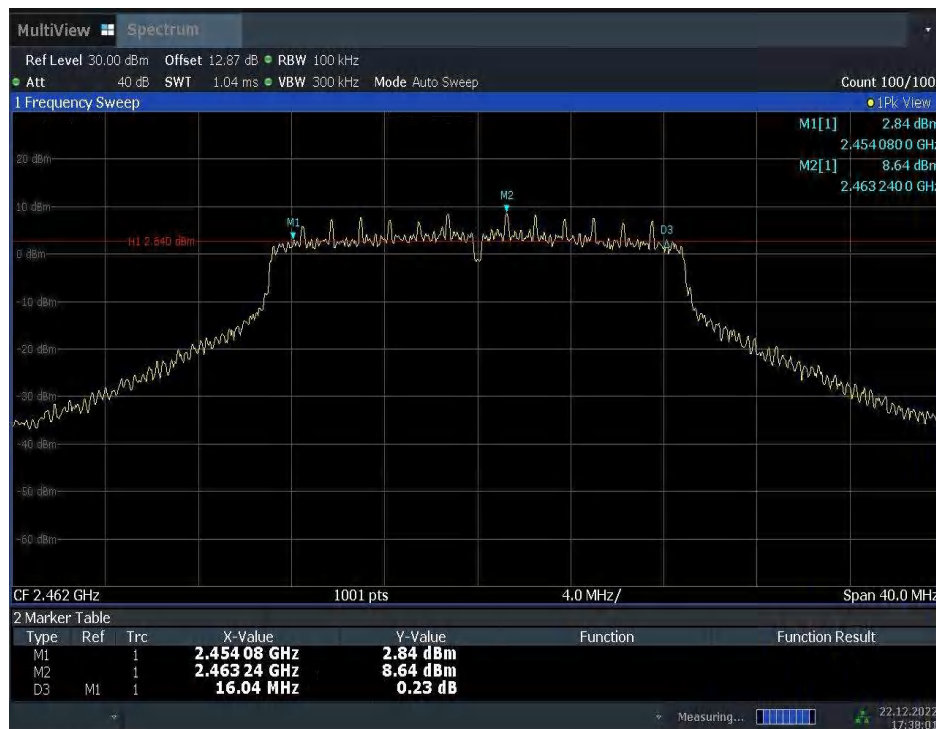 MultiView Spectrum
Ref Level 30.00 dBm Offset 12.87 dB RBW 100 kHz
Att 40 dB SWT 1.04 ms VBW 300 kHz Mode Auto Sweep Count 100/100
1 Frequency Sweep 1Pk View
M1[1] 2.84 dBm
2.4540800 GHz
20 dBm
M2[1] 8.64 dBm
2.4632400 GHz
M2
10 dBm
M1
D3
H1 2.840 dBm
0 dBm
-10 dBm
-20 dBm
-30 dBm
-40 dBm
-50 dBm
-60 dBm
CF 2.462 GHz 1001 pts 4.0 MHz/ Span 40.0 MHz
2 Marker Table
Type Ref Trc X-Value Y-Value Function Function Result
M1 1 2.454 08 GHz 2.84 dBm
M2 1 2.463 24 GHz 8.64 dBm
D3 M1 1 16.04 MHz 0.23 dB
Measuring... 22.12.2022
17:38:01